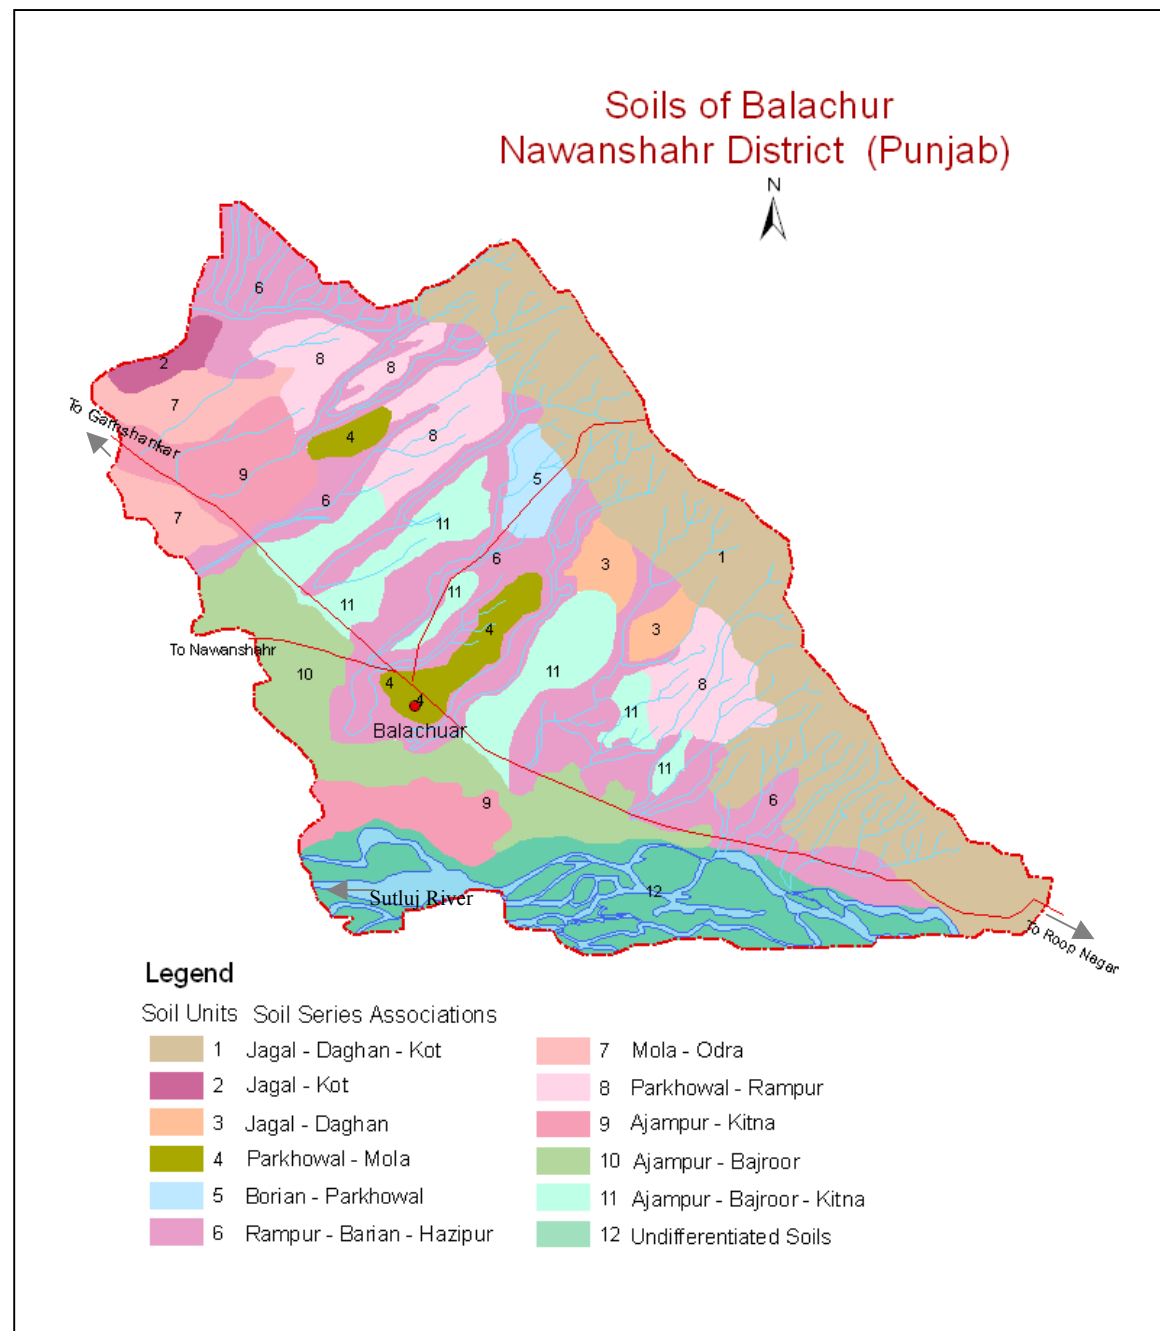 Soils of Balachur
Nawanshahr District (Punjab)
N
6
2
8
8
7
To Garhshankar
4
8
9
5
6
7
11
6
3
1
11
11
4
3
To Nawanshahr
10
4
4
11
8
11
Balachuar
11
6
9
12
Sutluj River
To Roop Nagar
Legend
Soil Units Soil Series Associations
1 Jagal - Daghan - Kot
2 Jagal - Kot
3 Jagal - Daghan
4 Parkhowal - Mola
5 Borian - Parkhowal
6 Rampur - Barian - Hazipur
7 Mola - Odra
8 Parkhowal - Rampur
9 Ajampur - Kitna
10 Ajampur - Bajroor
11 Ajampur - Bajroor - Kitna
12 Undifferentiated Soils